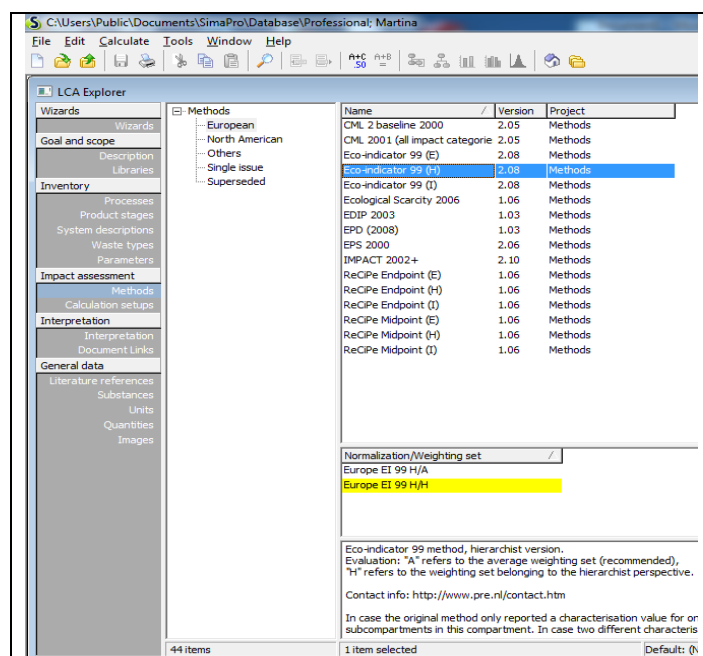 S C:\Users\Public\Documents\SimaPro\Database\Professional; Martina
File Edit Calculate Tools Window Help
A+C .50 A+B =
LCA Explorer
Wizards
Wizards
Goal and scope
Description
Libraries
Inventory
Processes
Product stages
System descriptions
Waste types
Parameters
Impact assessment
Methods
Calculation setups
Interpretation
Interpretation
Document Links
General data
Literature references
Substances
Units
Quantities
Images
Methods
European
North American
Others
Single issue
Superseded
44 items
Name / Version Project
CML 2 baseline 2000 2.05 Methods
CML 2001 (all impact categorie 2.05 Methods
Eco-indicator 99 (E) 2.08 Methods
Eco-indicator 99 (H) 2.08 Methods
Eco-indicator 99 (I) 2.08 Methods
Ecological Scarcity 2006 1.06 Methods
EDIP 2003 1.03 Methods
EPD (2008) 1.03 Methods
EPS 2000 2.06 Methods
IMPACT 2002+ 2.10 Methods
ReCiPe Endpoint (E) 1.06 Methods
ReCiPe Endpoint (H) 1.06 Methods
ReCiPe Endpoint (I) 1.06 Methods
ReCiPe Midpoint (E) 1.06 Methods
ReCiPe Midpoint (H) 1.06 Methods
ReCiPe Midpoint (I) 1.06 Methods
Normalization/Weighting set /
Europe EI 99 H/A
Europe EI 99 H/H
Eco-indicator 99 method, hierarchist version.
Evaluation: "A" refers to the average weighting set (recommended),
"H" refers to the weighting set belonging to the hierarchist perspective.
Contact info: http://www.pre.nl/contact.htm
In case the original method only reported a characterisation value for on
subcompartments in this compartment. In case two different characteris
1 item selected
Default: (N